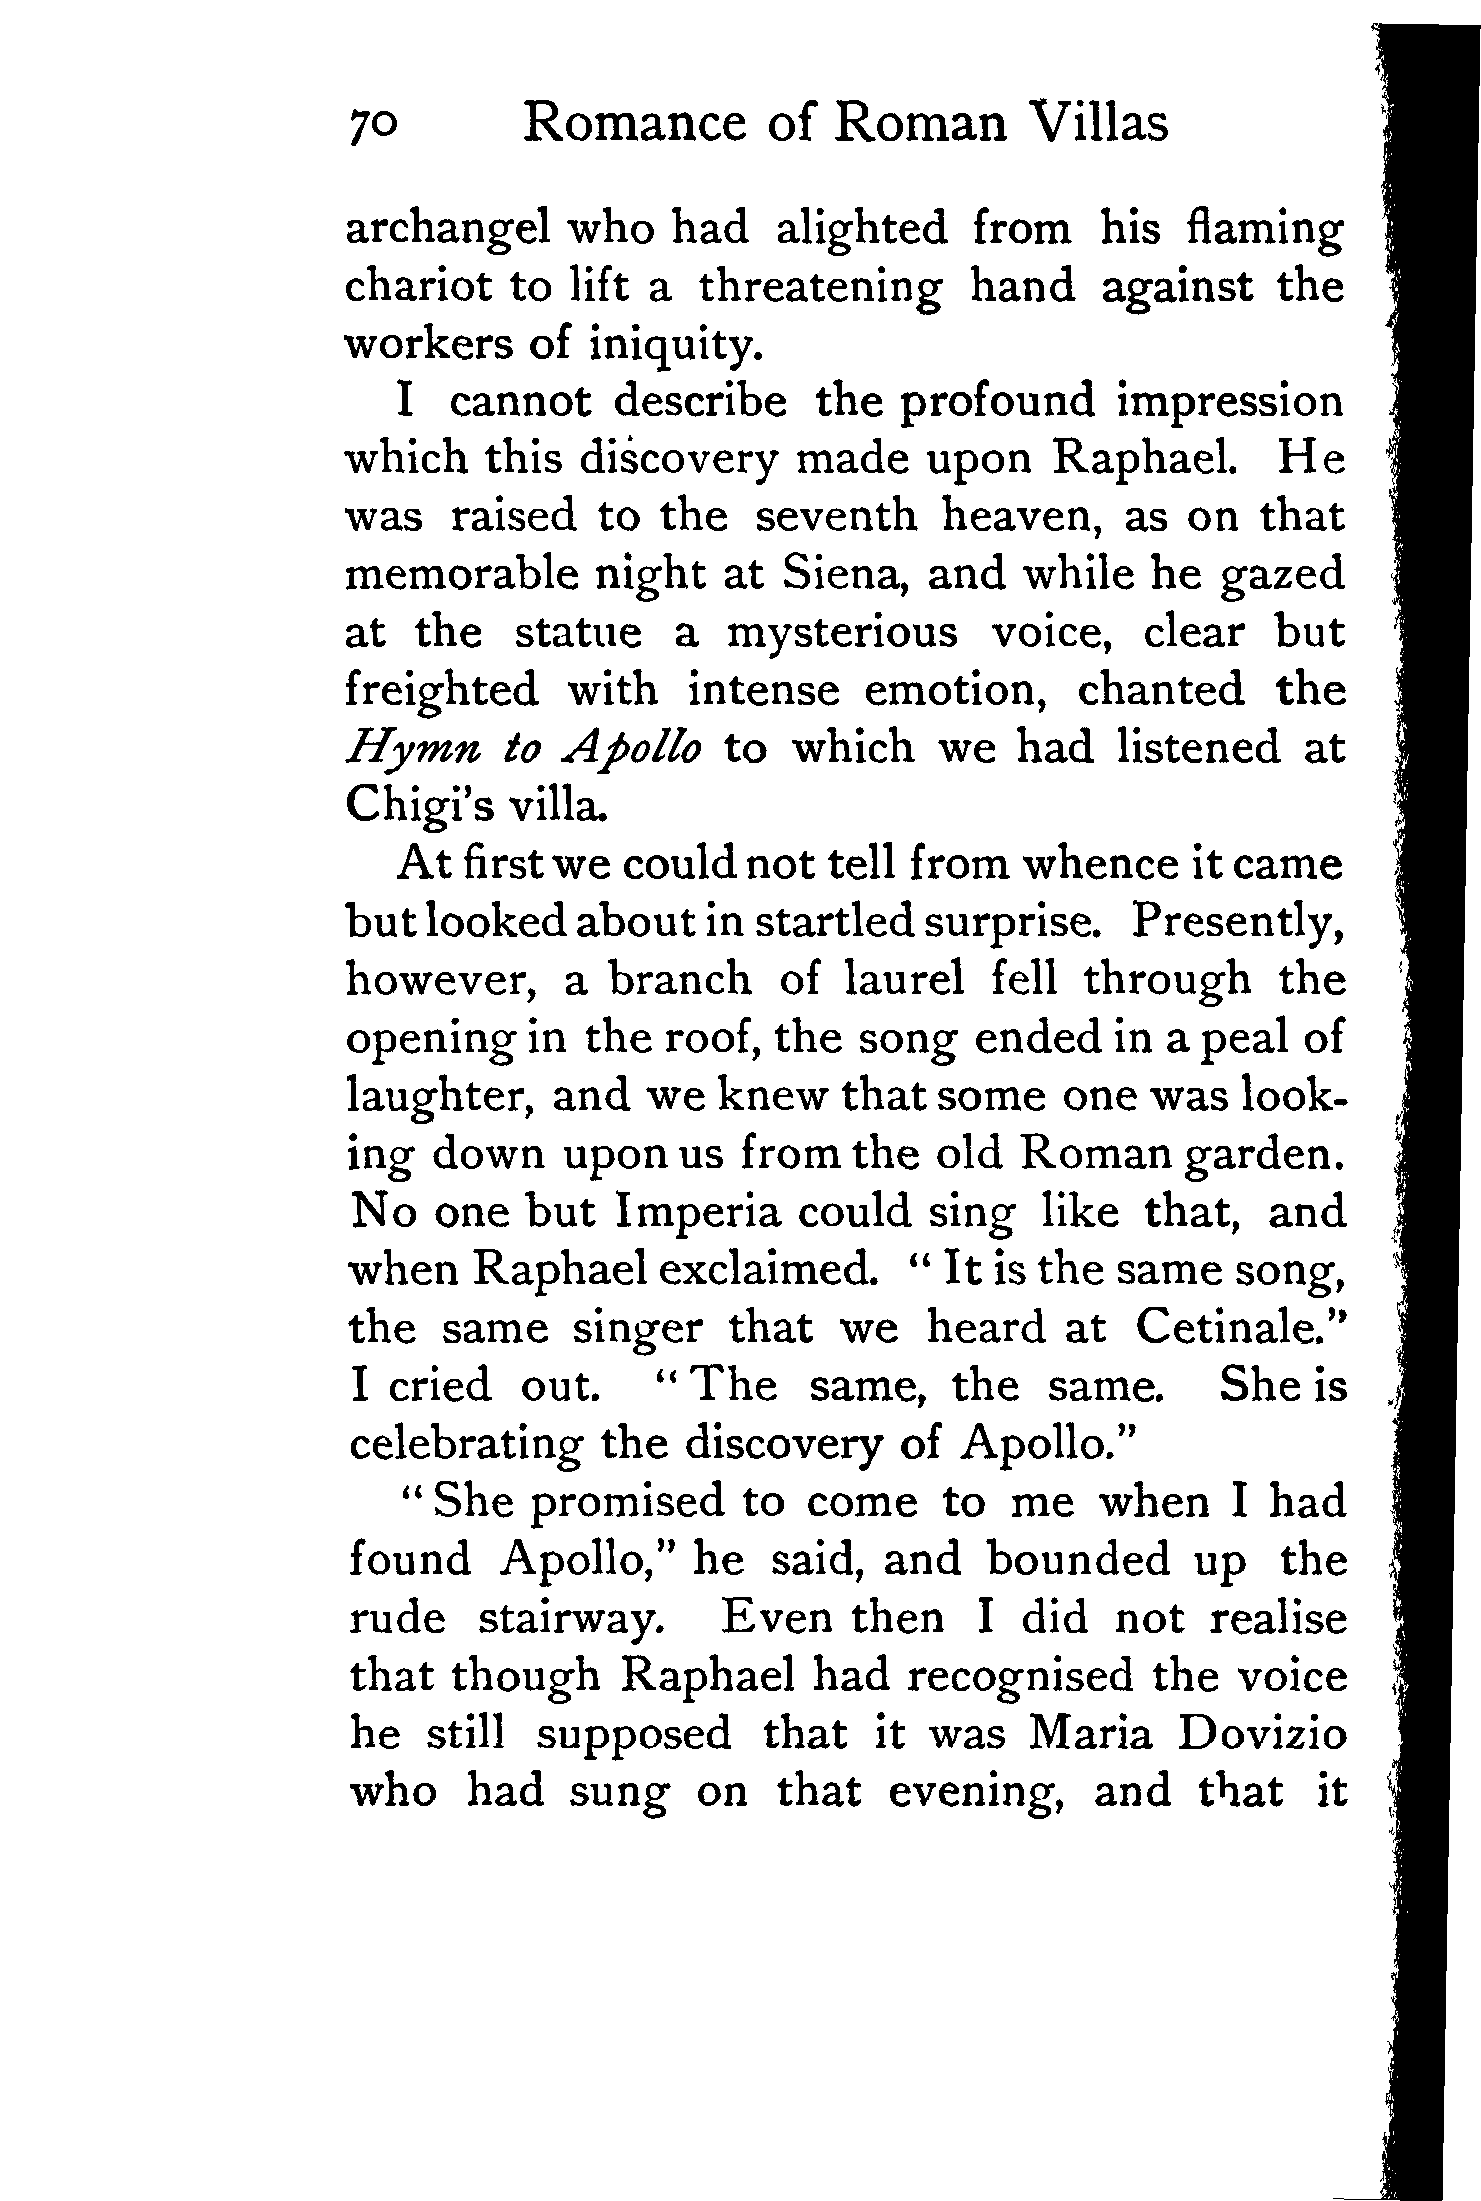 70 Romance of Roman Villas
archangel who had alighted from his flaming
chariot to lift a threatening hand against the
workers of iniquity.
I cannot describe the profound impression
which this discovery made upon Raphael. He
was raised to the seventh heaven, as on that
memorable night at Siena, and while he gazed
at the statue a mysterious voice, clear but
freighted with intense emotion, chanted the
Hymn to Apollo to which we had listened at
Chigi's villa.
At first we could not tell from whence it came
but looked about in startled surprise. Presently,
however, a branch of laurel fell through the
opening in the roof, the song ended in a peal of
laughter, and we knew that some one was look-
ing down upon us from the old Roman garden.
No one but Imperia could sing like that, and
when Raphael exclaimed. “ It is the same song,
the same singer that we heard at Cetinale.”
I cried out. “ The same, the same. She is
celebrating the discovery of Apollo.”
“ She promised to come to me when I had
found Apollo,” he said, and bounded up the
rude stairway. Even then I did not realise
that though Raphael had recognised the voice
he still supposed that it was Maria Dovizio
who had sung on that evening, and that it